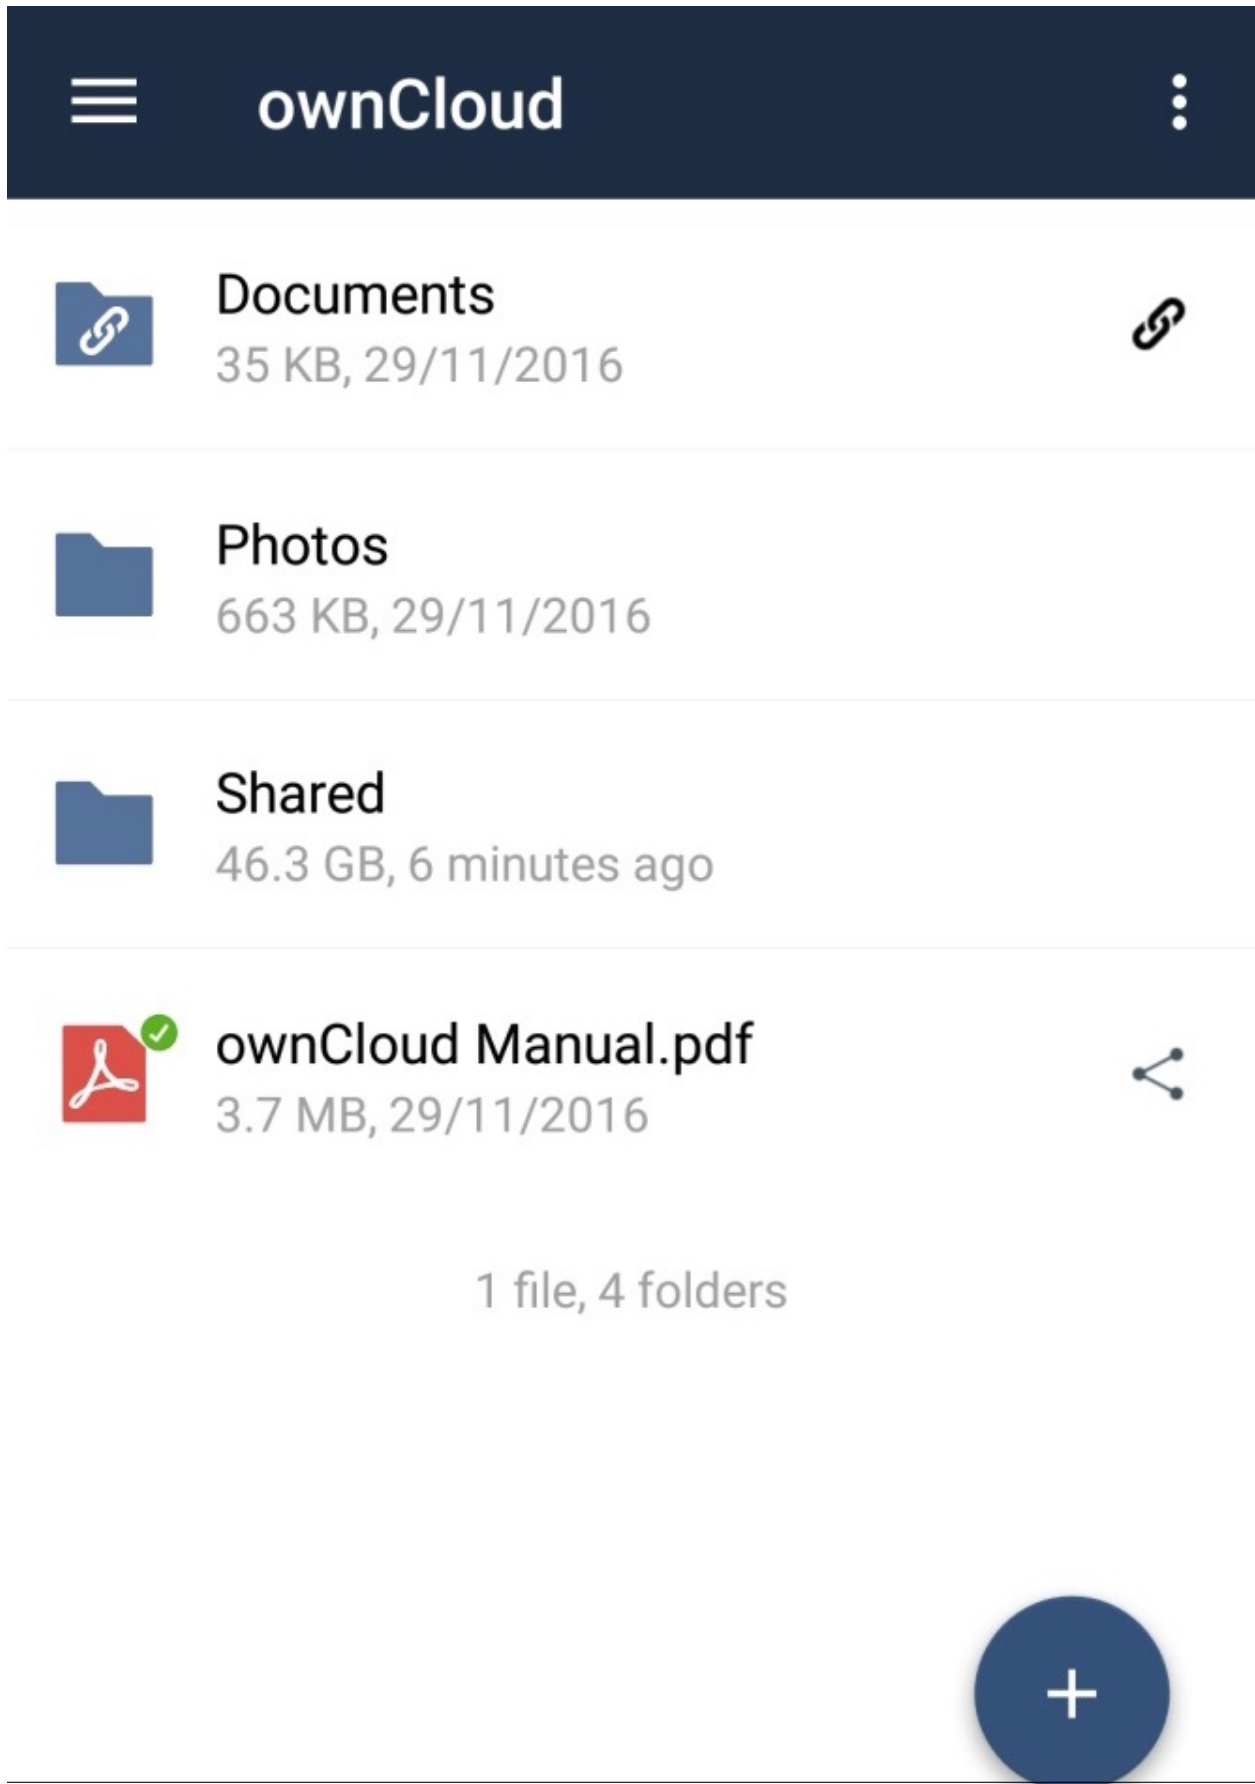 ownCloud
Documents
35 KB, 29/11/2016
Photos
663 KB, 29/11/2016
Shared
46.3 GB, 6 minutes ago
ownCloud Manual.pdf
3.7 MB, 29/11/2016
1 file, 4 folders